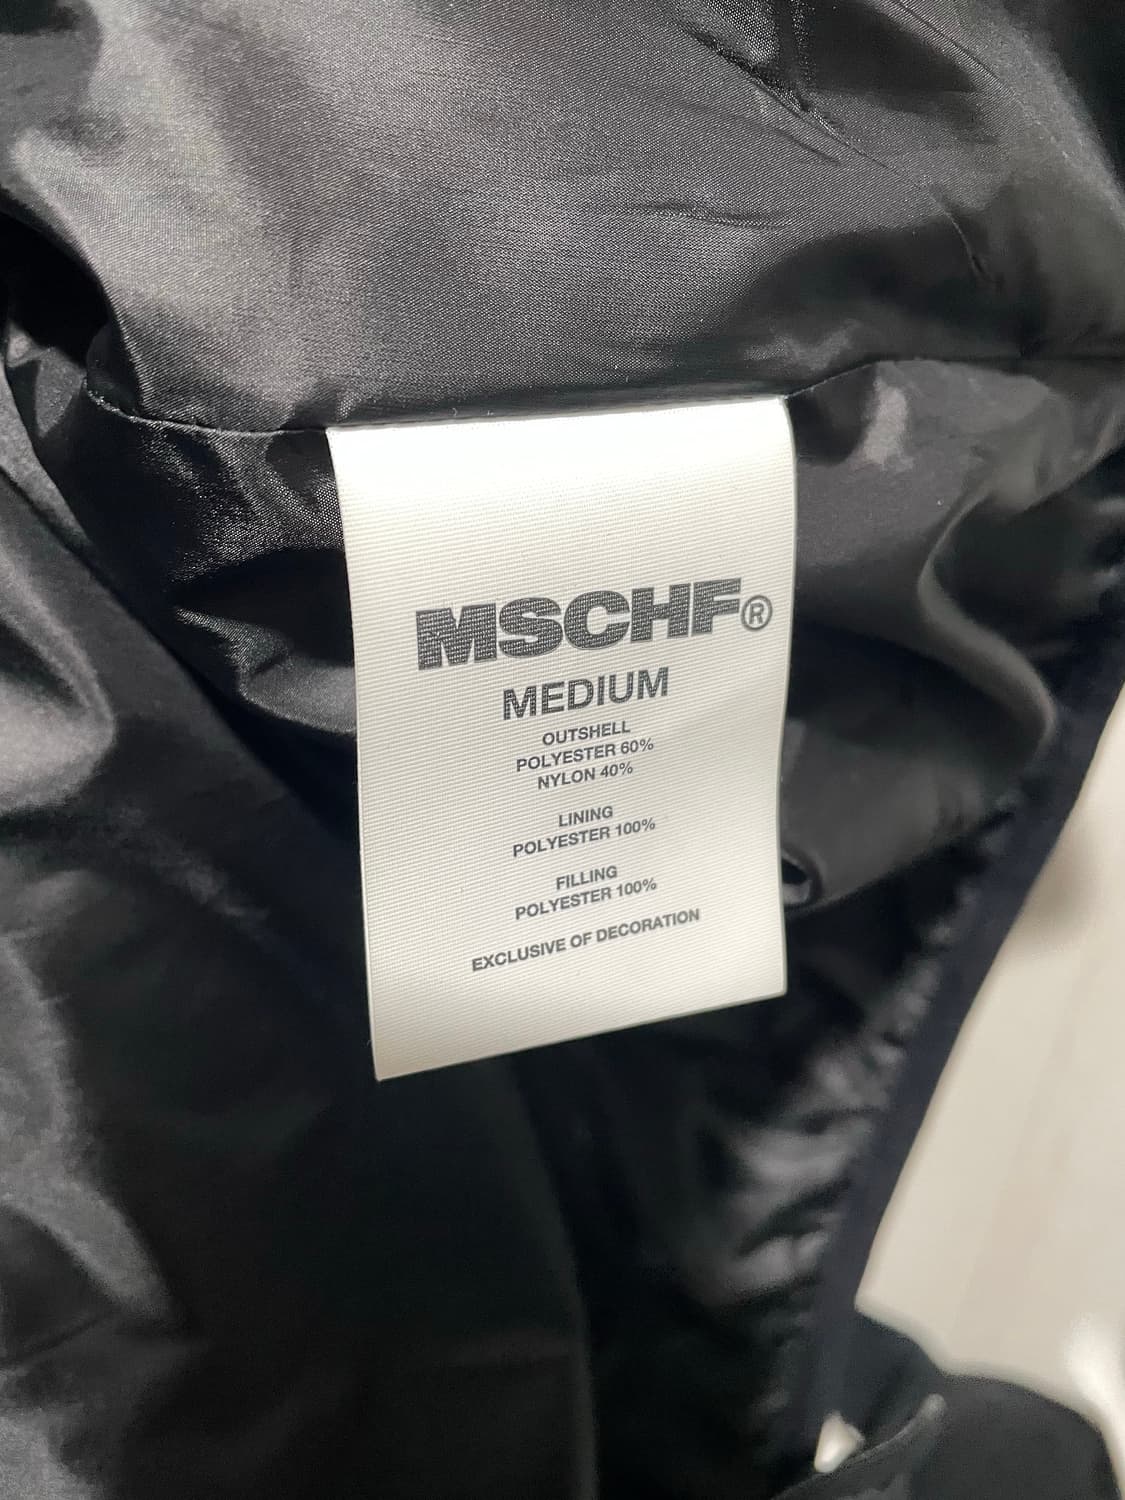 MSCHF®
MEDIUM
OUTSHELL
POLYESTER 60%
NYLON 40%
LINING
POLYESTER 100%
FILLING
POLYESTER 100%
EXCLUSIVE OF DECORATION